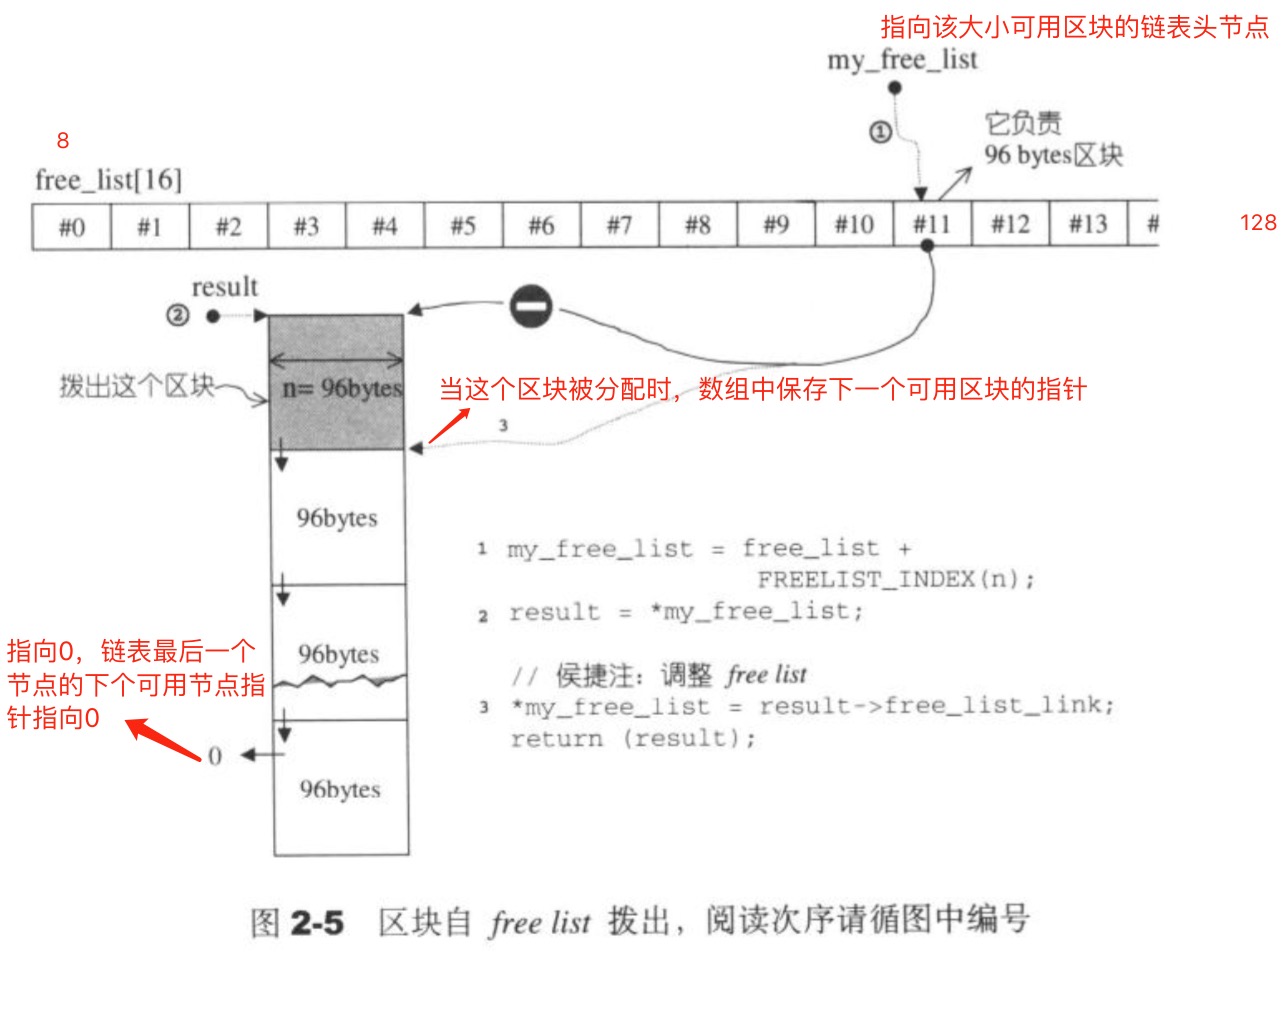 指向该大小可用区块的链表头节点
my_free_list
①
它负责
96 bytes区块
8
free_list[16]
#0 #1 #2 #3 #4 #5 #6 #7 #8 #9 #10 #11 #12 #13 #
128
result
②
拨出这个区块
n= 96bytes
当这个区块被分配时，数组中保存下一个可用区块的指针
3
96bytes
1 my_free_list = free_list +
FREELIST_INDEX(n);
2 result = *my_free_list;
指向0，链表最后一个
节点的下个可用节点指
针指向0
96bytes
// 侯捷注：调整 free list
3 *my_free_list = result->free_list_link;
return (result);
0
96bytes
图 2-5 区块自 free list 拨出，阅读次序请循图中编号